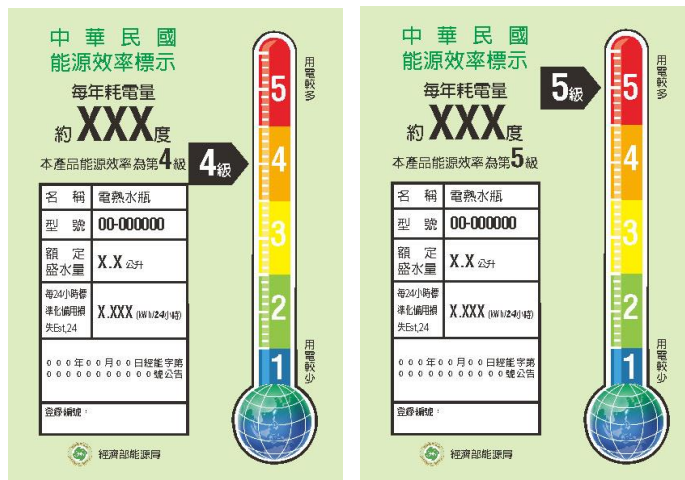 中華民國
能源效率標示
每年耗電量
約XXX度
本產品能源效率為第4級
4級
名稱 電熱水瓶
型號 00-000000
額定盛水量 X.X 公升
每24小時標
準化備用損
失Est,24
X.XXX (kWh/24小時)
000年00月00日經能字第
00000000000號公告
登錄編號：
經濟部能源局
用電較多
5
4
3
2
1
用電較少
中華民國
能源效率標示
每年耗電量
約XXX度
本產品能源效率為第5級
5級
名稱 電熱水瓶
型號 00-000000
額定盛水量 X.X 公升
每24小時標
準化備用損
失Est,24
X.XXX (kWh/24小時)
000年00月00日經能字第
00000000000號公告
登錄編號：
經濟部能源局
用電較多
5
4
3
2
1
用電較少